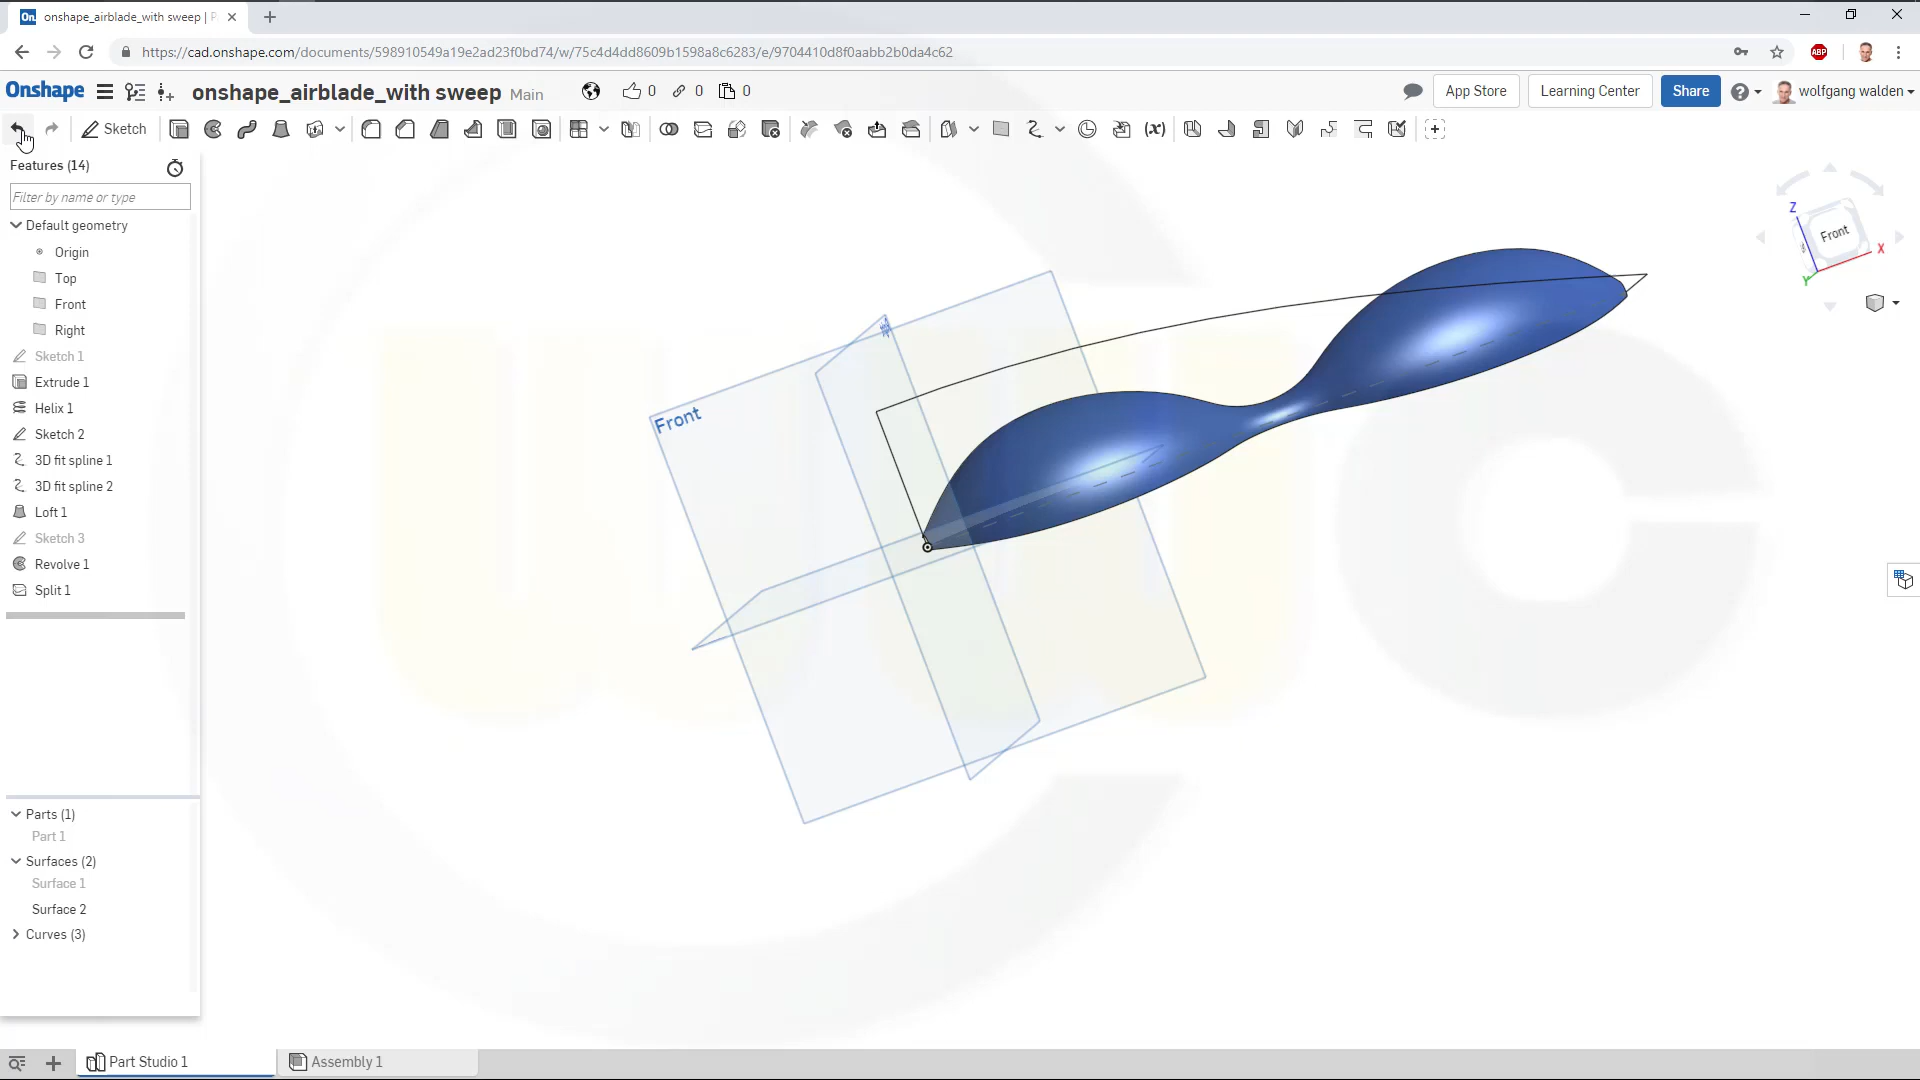 onshape_airblade_with sweep | P
https://cad.onshape.com/documents/598910549a19e2ad23f0bd74/w/75c4d4dd8609b1598a8c6283/e/9704410d8f0aabb2b0da4c62
ABP
Onshape onshape_airblade_with sweep Main 0 0 0 App Store Learning Center Share wolfgang walden
Sketch
Features (14)
Filter by name or type
Default geometry
Origin
Top
Front
Right
Sketch 1
Extrude 1
Helix 1
Sketch 2
3D fit spline 1
3D fit spline 2
Loft 1
Sketch 3
Revolve 1
Split 1
Parts (1)
Part 1
Surfaces (2)
Surface 1
Surface 2
Curves (3)
Front
Z
Front
X
Y
Part Studio 1
Assembly 1